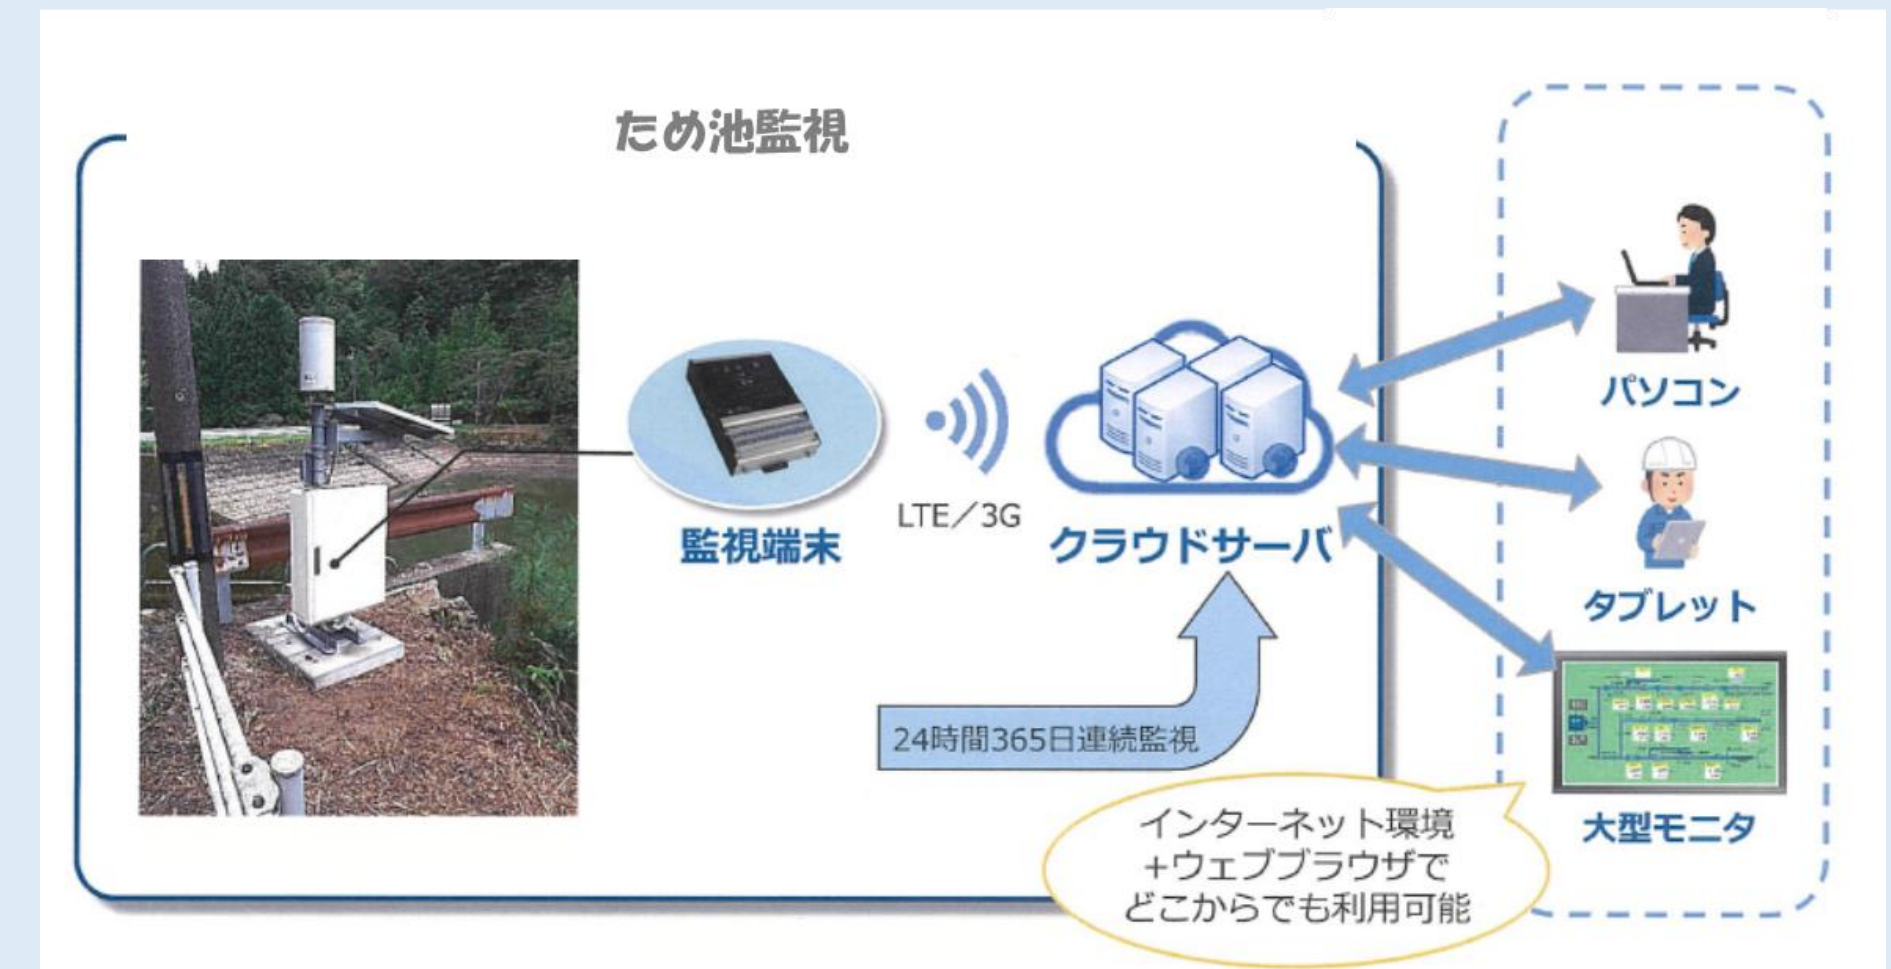 ため池監視
監視端末
LTE/3G
クラウドサーバ
24時間365日連続監視
パソコン
タブレット
大型モニタ
インターネット環境
+ウェブブラウザで
どこからでも利用可能